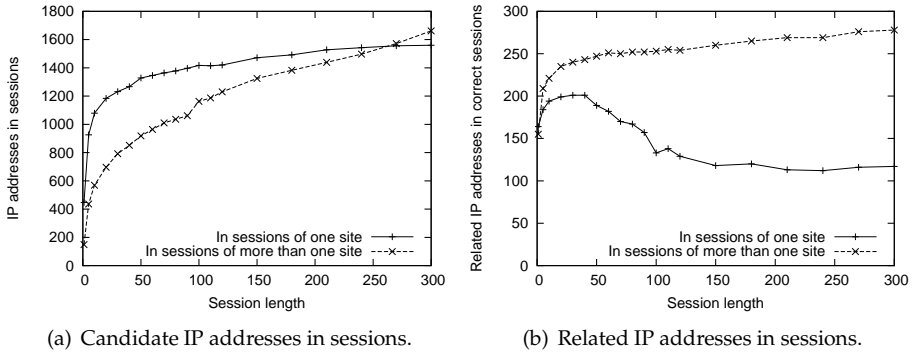 IP addresses in sessions
1800
1600
1400
1200
1000
800
600
400
200
0
In sessions of one site
In sessions of more than one site
0 50 100 150 200 250 300
Session length
(a) Candidate IP addresses in sessions.
Related IP addresses in correct sessions
300
250
200
150
100
50
0
In sessions of one site
In sessions of more than one site
0 50 100 150 200 250 300
Session length
(b) Related IP addresses in sessions.